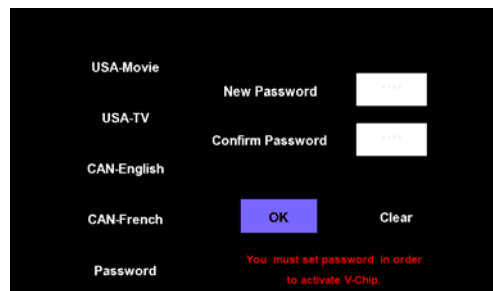 USA-Movie
New Password
USA-TV
Confirm Password
CAN-English
CAN-French
OK
Clear
Password
You must set password in order
to activate V-Chip.